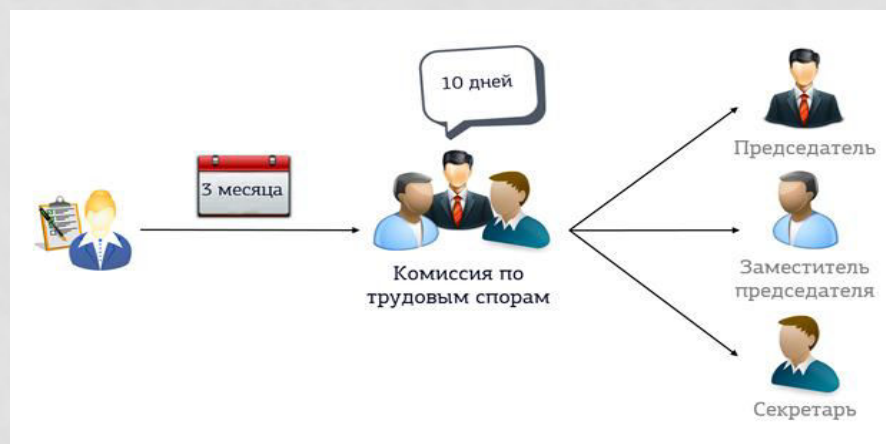 10 дней
3 месяца
Комиссия по
трудовым спорам
Председатель
Заместитель
председателя
Секретарь